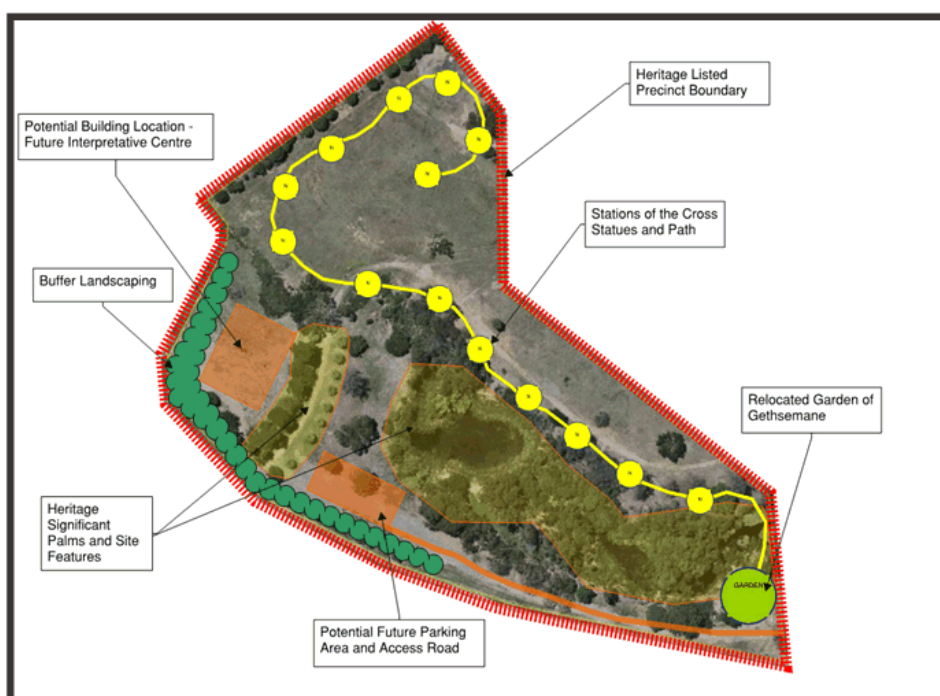 Heritage Listed
Precinct Boundary
Potential Building Location -
Future Interpretative Centre
Stations of the Cross
Statues and Path
Buffer Landscaping
Relocated Garden of
Gethsemane
Heritage
Significant
Palms and Site
Features
GARDEN
Potential Future Parking
Area and Access Road